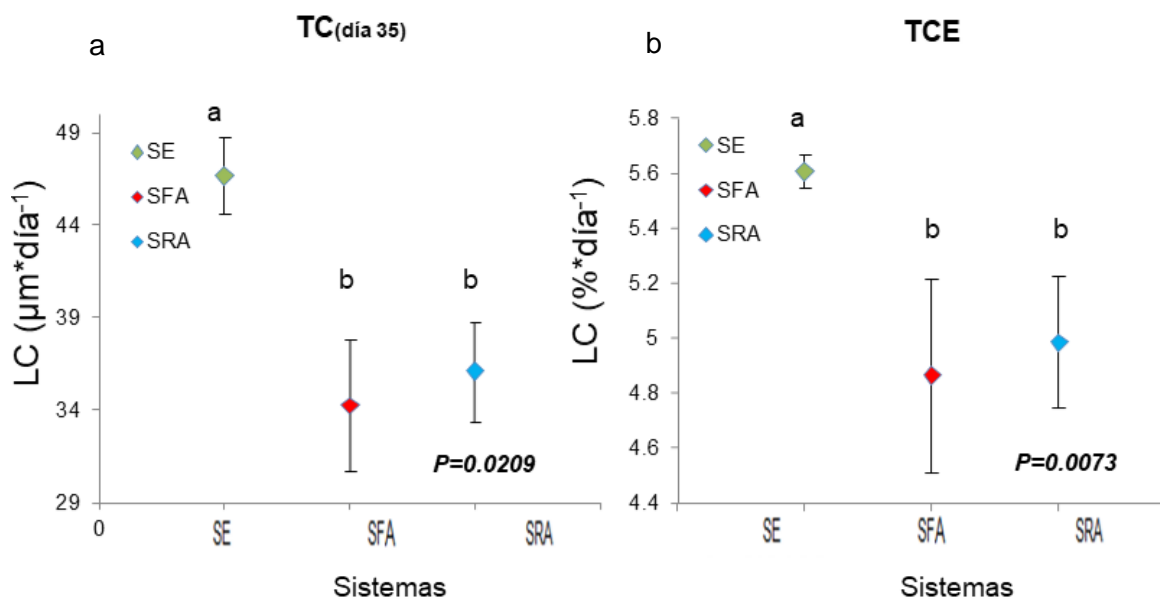 TC(día 35)
a
49
44
39
34
29
LC (µm*día-1)
SE
SFA
SRA
a
b
b
P=0.0209
0
SE
SFA
SRA
Sistemas
TCE
b
5.8
5.6
5.4
5.2
5
4.8
4.6
4.4
LC (%*día-1)
SE
SFA
SRA
a
b
b
P=0.0073
SE
SFA
SRA
Sistemas